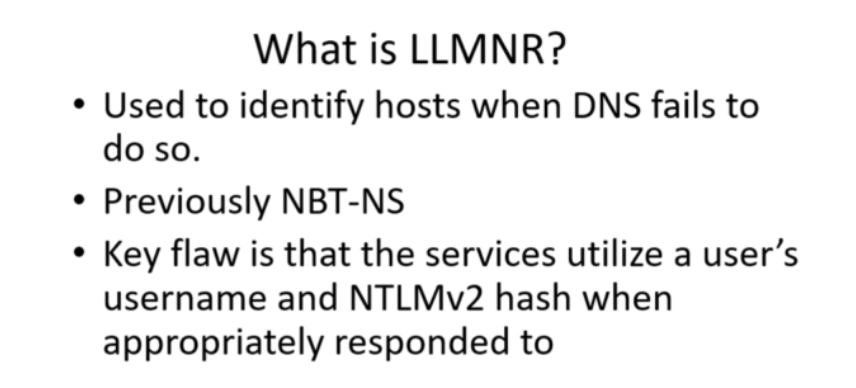 What is LLMNR?
• Used to identify hosts when DNS fails to
do so.
• Previously NBT-NS
• Key flaw is that the services utilize a user’s
username and NTLMv2 hash when
appropriately responded to